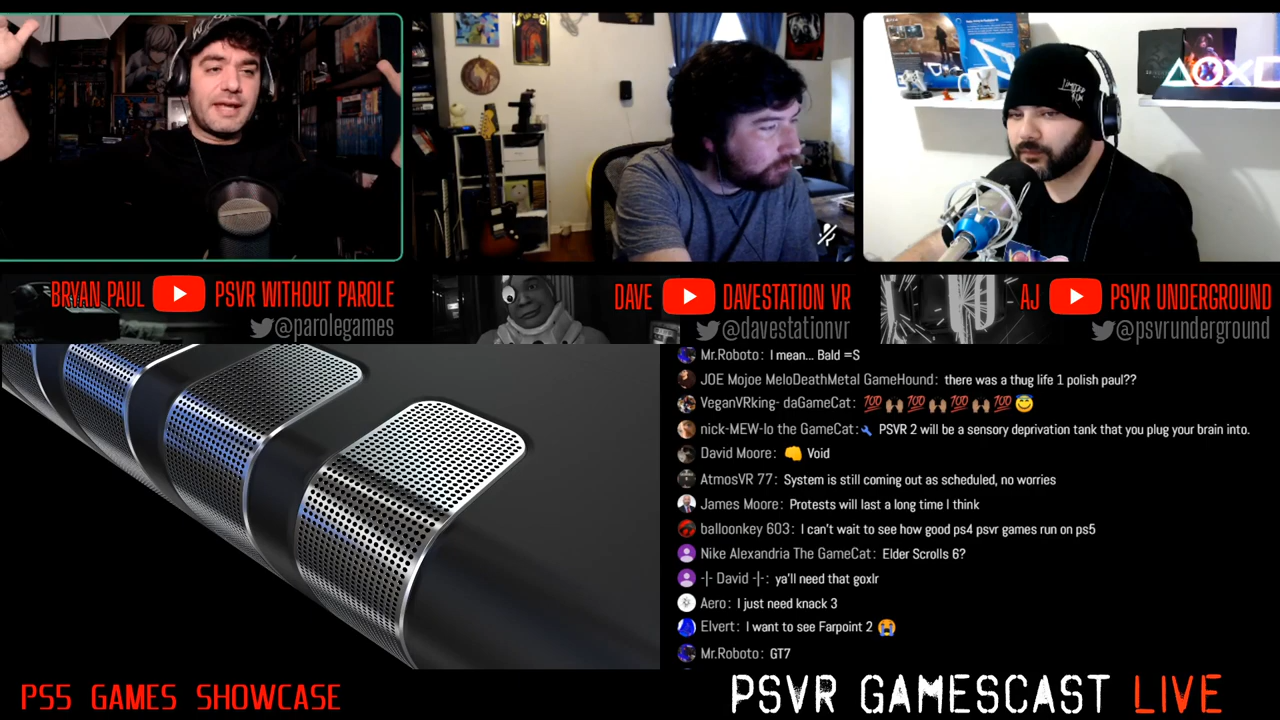 BRYAN PAUL PSVR WITHOUT PAROLE
@parolegames
DAVE DAVESTATION VR
@davestationvr
AJ PSVR UNDERGROUND
@psvrunderground
Mr.Roboto: I mean... Bald =S
JOE Mojoe MeloDeathMetal GameHound: there was a thug life 1 polish paul??
VeganVRking- daGameCat: 💯🙌🏽💯🙌🏽💯🙌🏽💯😇
nick-MEW-lo the GameCat:🔧 PSVR 2 will be a sensory deprivation tank that you plug your brain into.
David Moore: 👊 Void
AtmosVR 77: System is still coming out as scheduled, no worries
James Moore: Protests will last a long time I think
balloonkey 603: I can't wait to see how good ps4 psvr games run on ps5
Nike Alexandria The GameCat: Elder Scrolls 6?
-|- David -|-: ya'll need that goxlr
Aero: I just need knack 3
Elvert: I want to see Farpoint 2 😭
Mr.Roboto: GT7
PS5 GAMES SHOWCASE
PSVR GAMESCAST LIVE